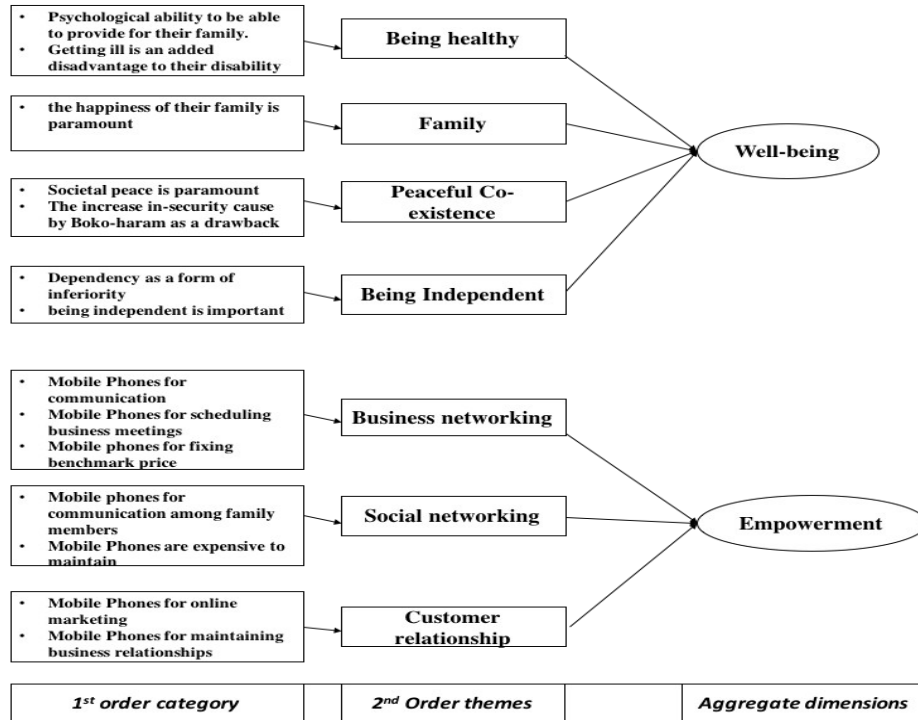 • Psychological ability to be able
to provide for their family.
• Getting ill is an added
disadvantage to their disability
Being healthy
• the happiness of their family is
paramount
Family
Well-being
• Societal peace is paramount
• The increase in-security cause
by Boko-haram as a drawback
Peaceful Co-
existence
• Dependency as a form of
inferiority
• being independent is important
Being Independent
• Mobile Phones for
communication
• Mobile Phones for scheduling
business meetings
• Mobile phones for fixing
benchmark price
Business networking
• Mobile phones for
communication among family
members
• Mobile Phones are expensive to
maintain
Social networking
Empowerment
• Mobile Phones for online
marketing
• Mobile Phones for maintaining
business relationships
Customer
relationship
1st order category
2nd Order themes
Aggregate dimensions